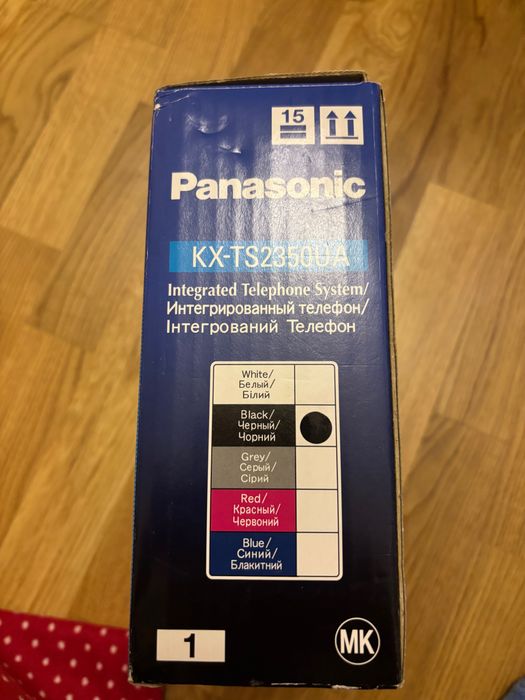 15
Panasonic
KX-TS2350UA
Integrated Telephone System/
Интегрированный телефон/
Інтегрований Телефон
White/
Белый/
Білий
Black/
Черный/
Чорний
Grey/
Серый/
Сірий
Red/
Красный/
Червоний
Blue/
Синий/
Блакитний
1
MK